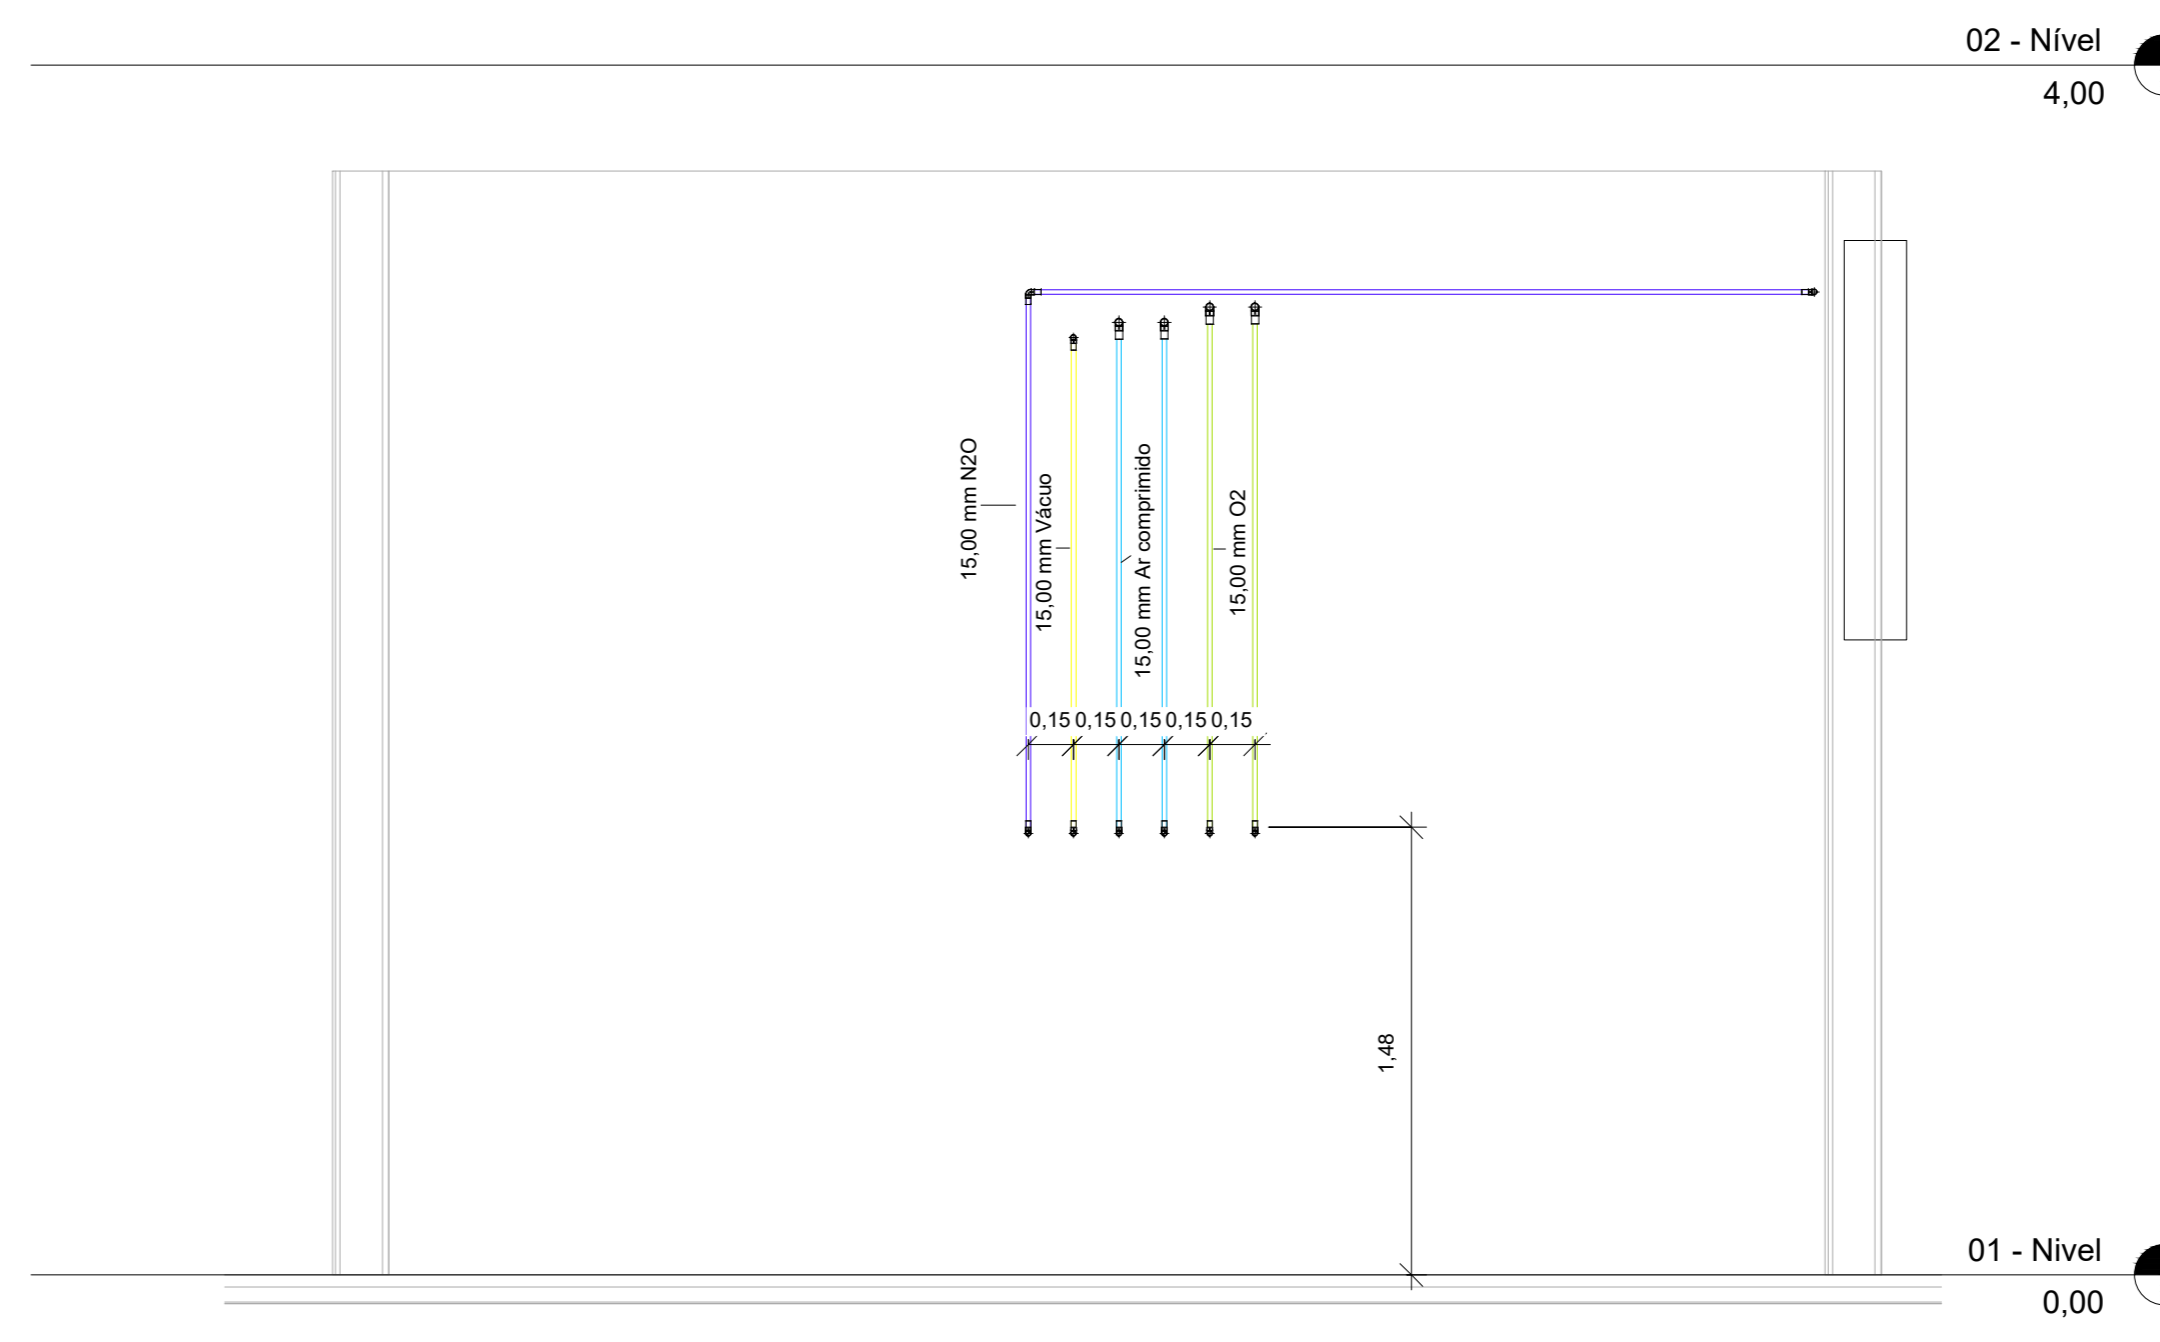 02 - Nível
4,00
15,00 mm N2O
15,00 mm Vácuo
15,00 mm Ar comprimido
15,00 mm O2
0,15 0,15 0,15 0,15 0,15
1,48
01 - Nivel
0,00